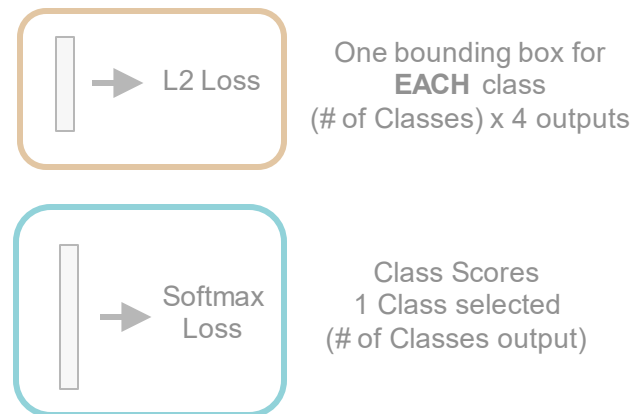 L2 Loss
One bounding box for
EACH class
(# of Classes) x 4 outputs
Softmax
Loss
Class Scores
1 Class selected
(# of Classes output)